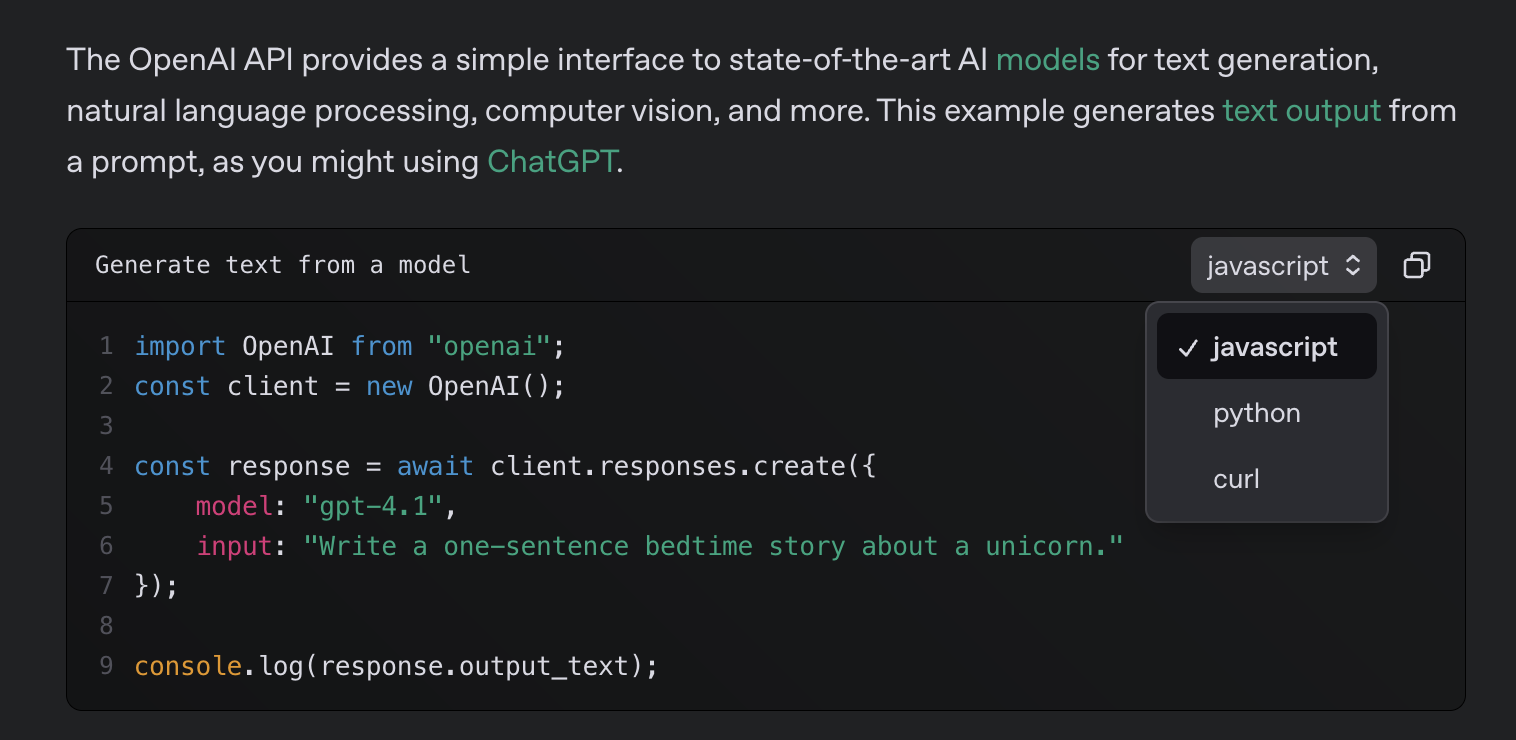 The OpenAI API provides a simple interface to state-of-the-art AI models for text generation,
natural language processing, computer vision, and more. This example generates text output from
a prompt, as you might using ChatGPT.
Generate text from a model
javascript
1 import OpenAI from "openai";
2 const client = new OpenAI();
3
4 const response = await client.responses.create({
5     model: "gpt-4.1",
6     input: "Write a one-sentence bedtime story about a unicorn."
7 });
8
9 console.log(response.output_text);
✓ javascript
python
curl